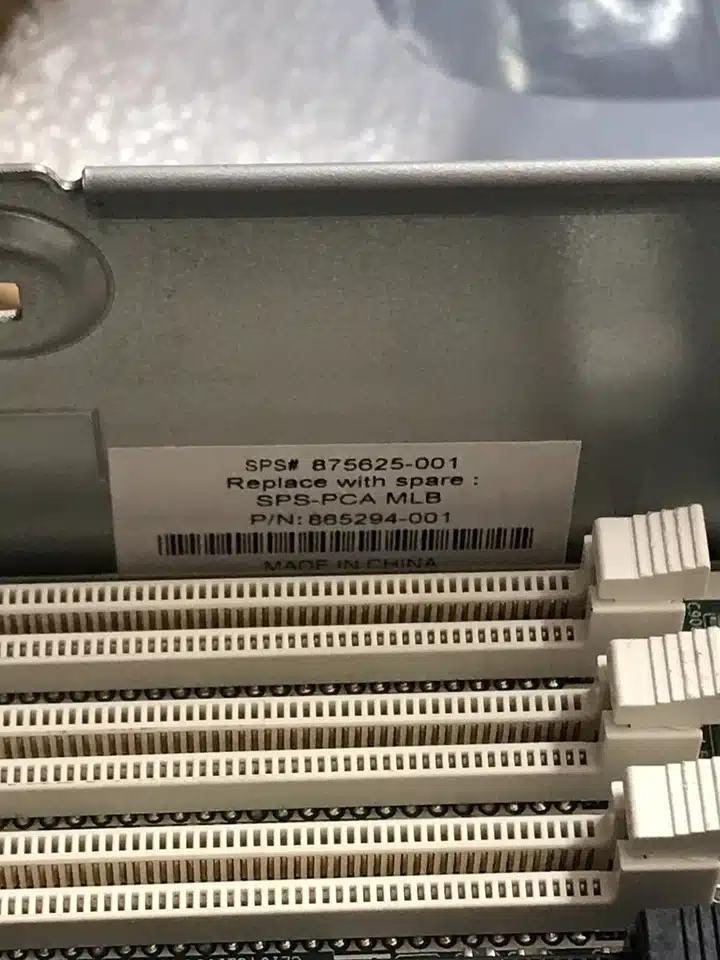 SPS# 875625-001
Replace with spare :
SPS-PCA MLB
P/N: 865294-001
MADE IN CHINA